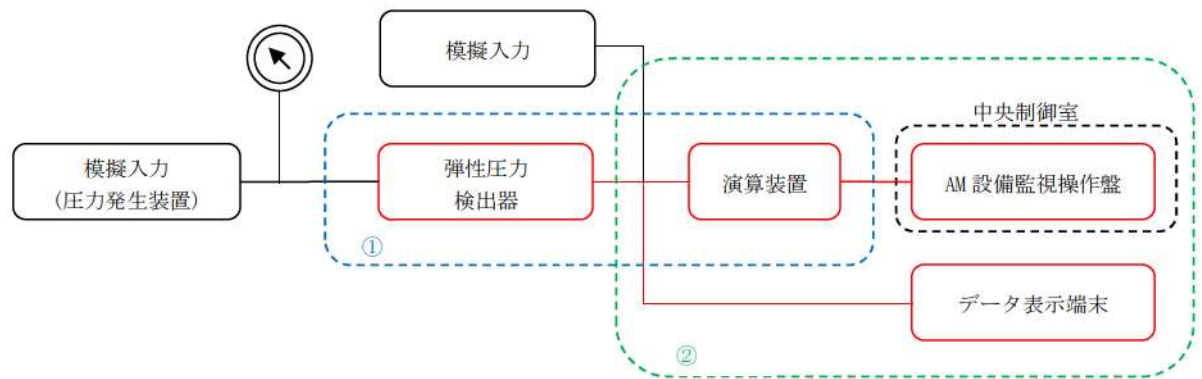 模擬入力
中央制御室
模擬入力
(圧力発生装置)
弾性圧力
検出器
演算装置
AM 設備監視操作盤
①
データ表示端末
②